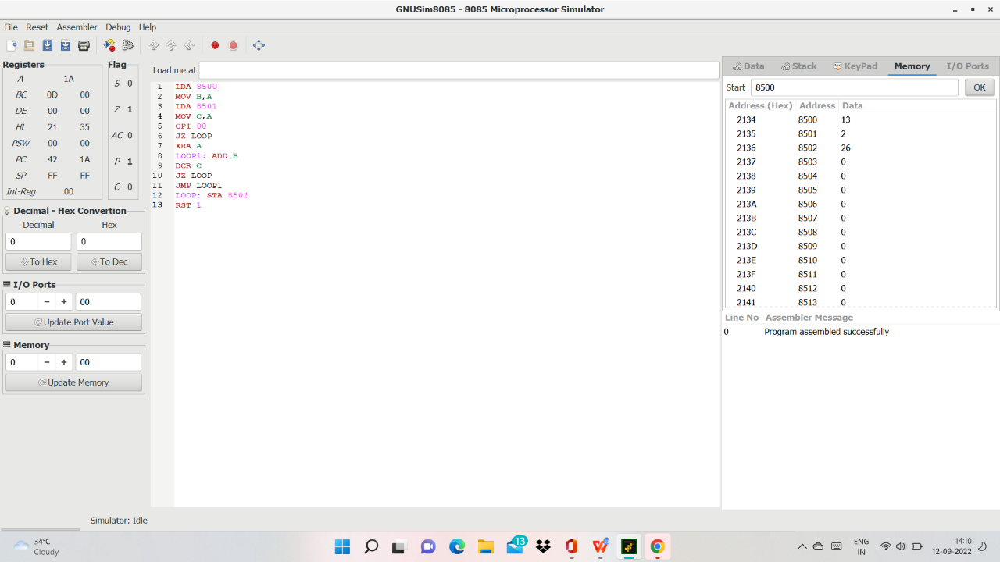 GNUSim8085 - 8085 Microprocessor Simulator
File Reset Assembler Debug Help
Registers
A 1A
BC 0D 00
DE 00 00
HL 21 35
PSW 00 00
PC 42 1A
SP FF FF
Int-Reg 00
Flag
S 0
Z 1
AC 0
P 1
C 0
Decimal - Hex Convertion
Decimal Hex
0 0
To Hex To Dec
I/O Ports
0 − + 00
Update Port Value
Memory
0 − + 00
Update Memory
Load me at
1 LDA 8500
2 MOV B,A
3 LDA 8501
4 MOV C,A
5 CPI 00
6 JZ LOOP
7 XRA A
8 LOOP1: ADD B
9 DCR C
10 JZ LOOP
11 JMP LOOP1
12 LOOP: STA 8502
13 RST 1
Data Stack KeyPad Memory I/O Ports
Start 8500 OK
Address (Hex) Address Data
2134 8500 13
2135 8501 2
2136 8502 26
2137 8503 0
2138 8504 0
2139 8505 0
213A 8506 0
213B 8507 0
213C 8508 0
213D 8509 0
213E 8510 0
213F 8511 0
2140 8512 0
2141 8513 0
Line No Assembler Message
0 Program assembled successfully
Simulator: Idle
34°C
Cloudy
13
ENG
IN
14:10
12-09-2022